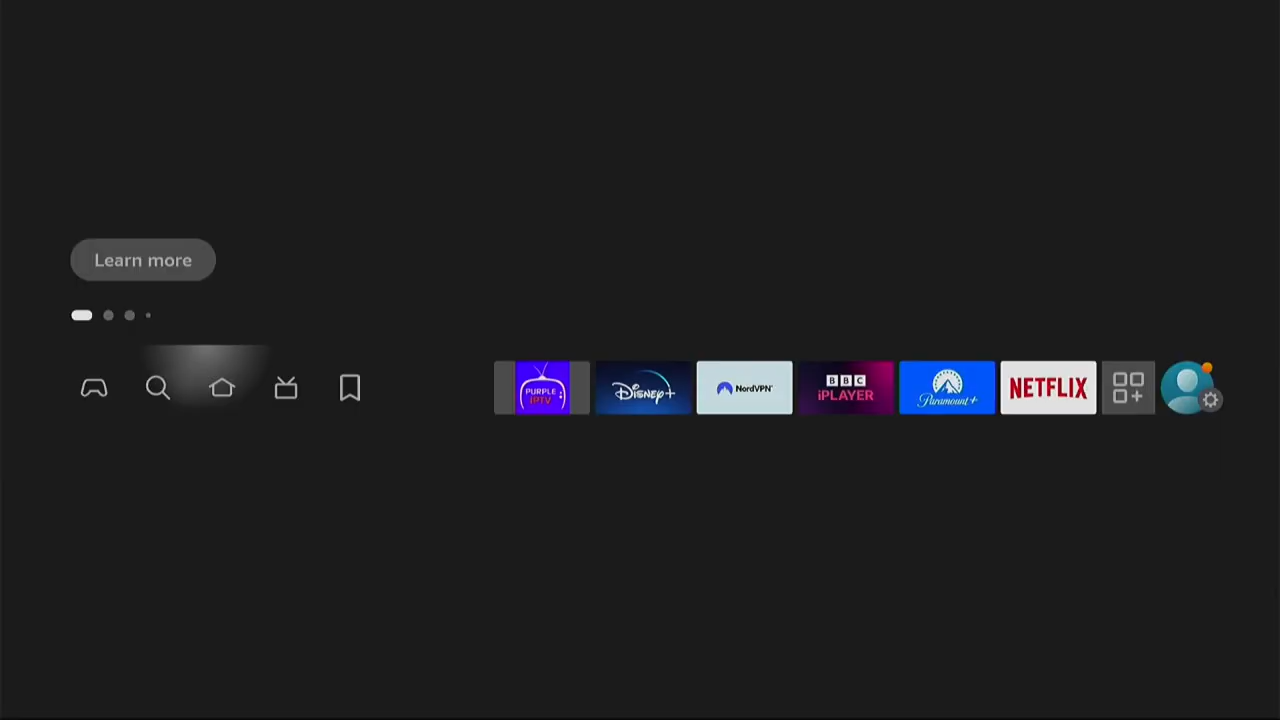 Learn more
PURPLE
IPTV
Disney+
NordVPN
BBC
iPLAYER
Paramount+
NETFLIX